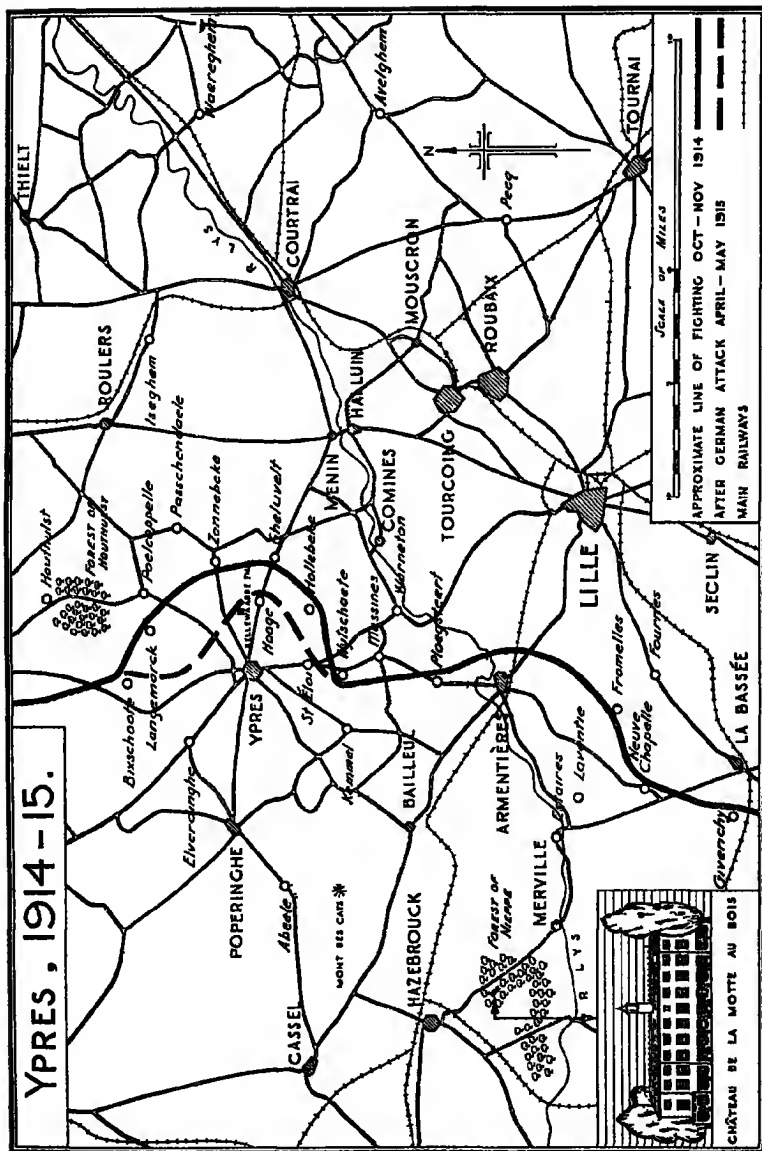 YPRES, 1914–15.
Houthulst
FOREST OF HOUTHULST
ROULERS
THIELT
Bixschoote
Langemarck
Poelcappelle
Passchendaele
Iseghem
R LYS
Waereghem
Elverdinghe
Zonnebeke
POPERINGHE
YPRES
Hooge
Gheluvelt
COURTRAI
Abeele
CASSEL
St Eloi
Hollebeke
MENIN
HALLUIN
Avelghem
MONT DES CATS
Kemmel
Wytschaete
Messines
Warneton
COMINES
MOUSCRON
N
BAILLEUL
Ploegsteert
TOURCOING
ROUBAIX
Pecq
HAZEBROUCK
ARMENTIÈRES
FOREST OF NIEPPE
MERVILLE
Estaires
Laventie
LILLE
R LYS
Fromelles
Neuve Chapelle
Fournes
TOURNAI
SECLIN
Givenchy
LA BASSÉE
CHÂTEAU DE LA MOTTE AU BOIS
SCALE OF MILES
APPROXIMATE LINE OF FIGHTING OCT–NOV 1914
AFTER GERMAN ATTACK APRIL–MAY 1915
MAIN RAILWAYS